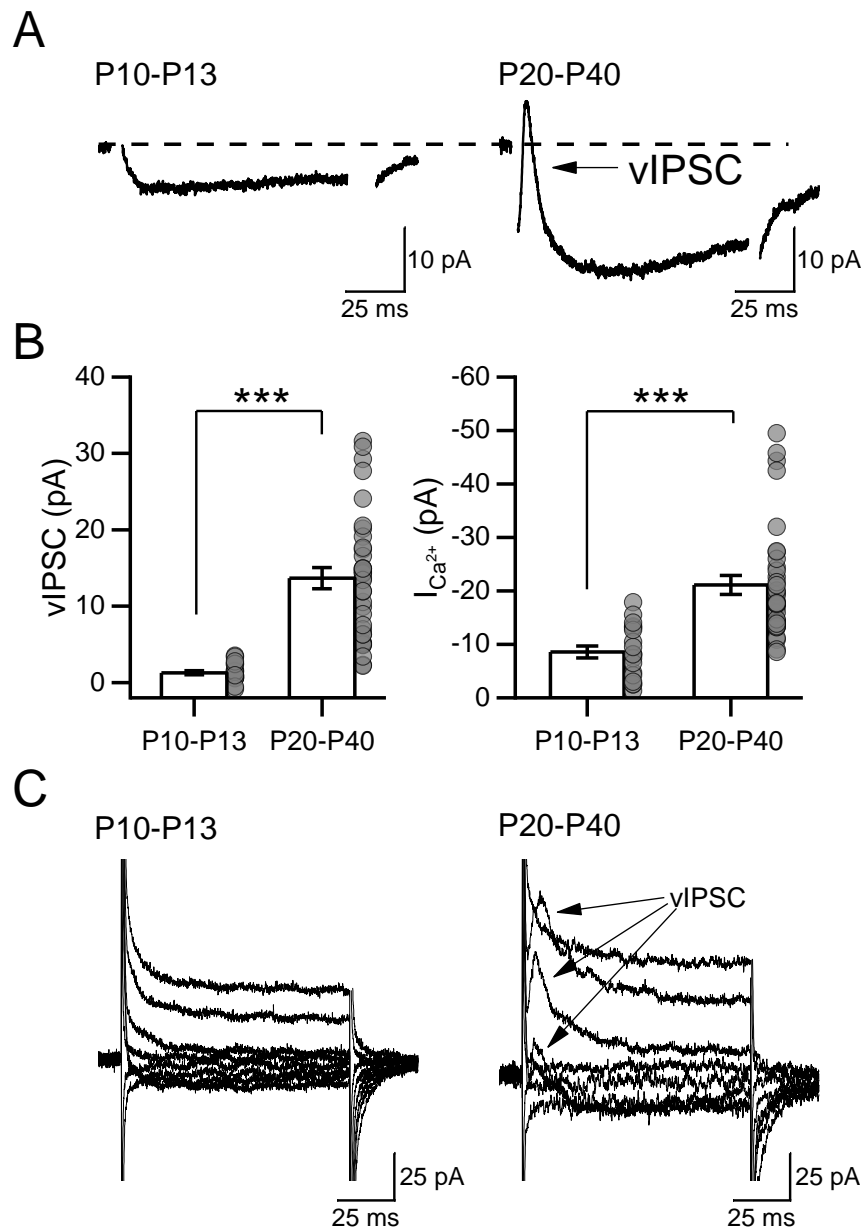 A
P10-P13 P20-P40
vIPSC
10 pA 10 pA
25 ms 25 ms
B
vIPSC (pA)
40
30
20
10
0
***
P10-P13 P20-P40
I Ca²⁺ (pA)
-60
-50
-40
-30
-20
-10
0
***
P10-P13 P20-P40
C
P10-P13 P20-P40
vIPSC
25 pA 25 pA
25 ms 25 ms